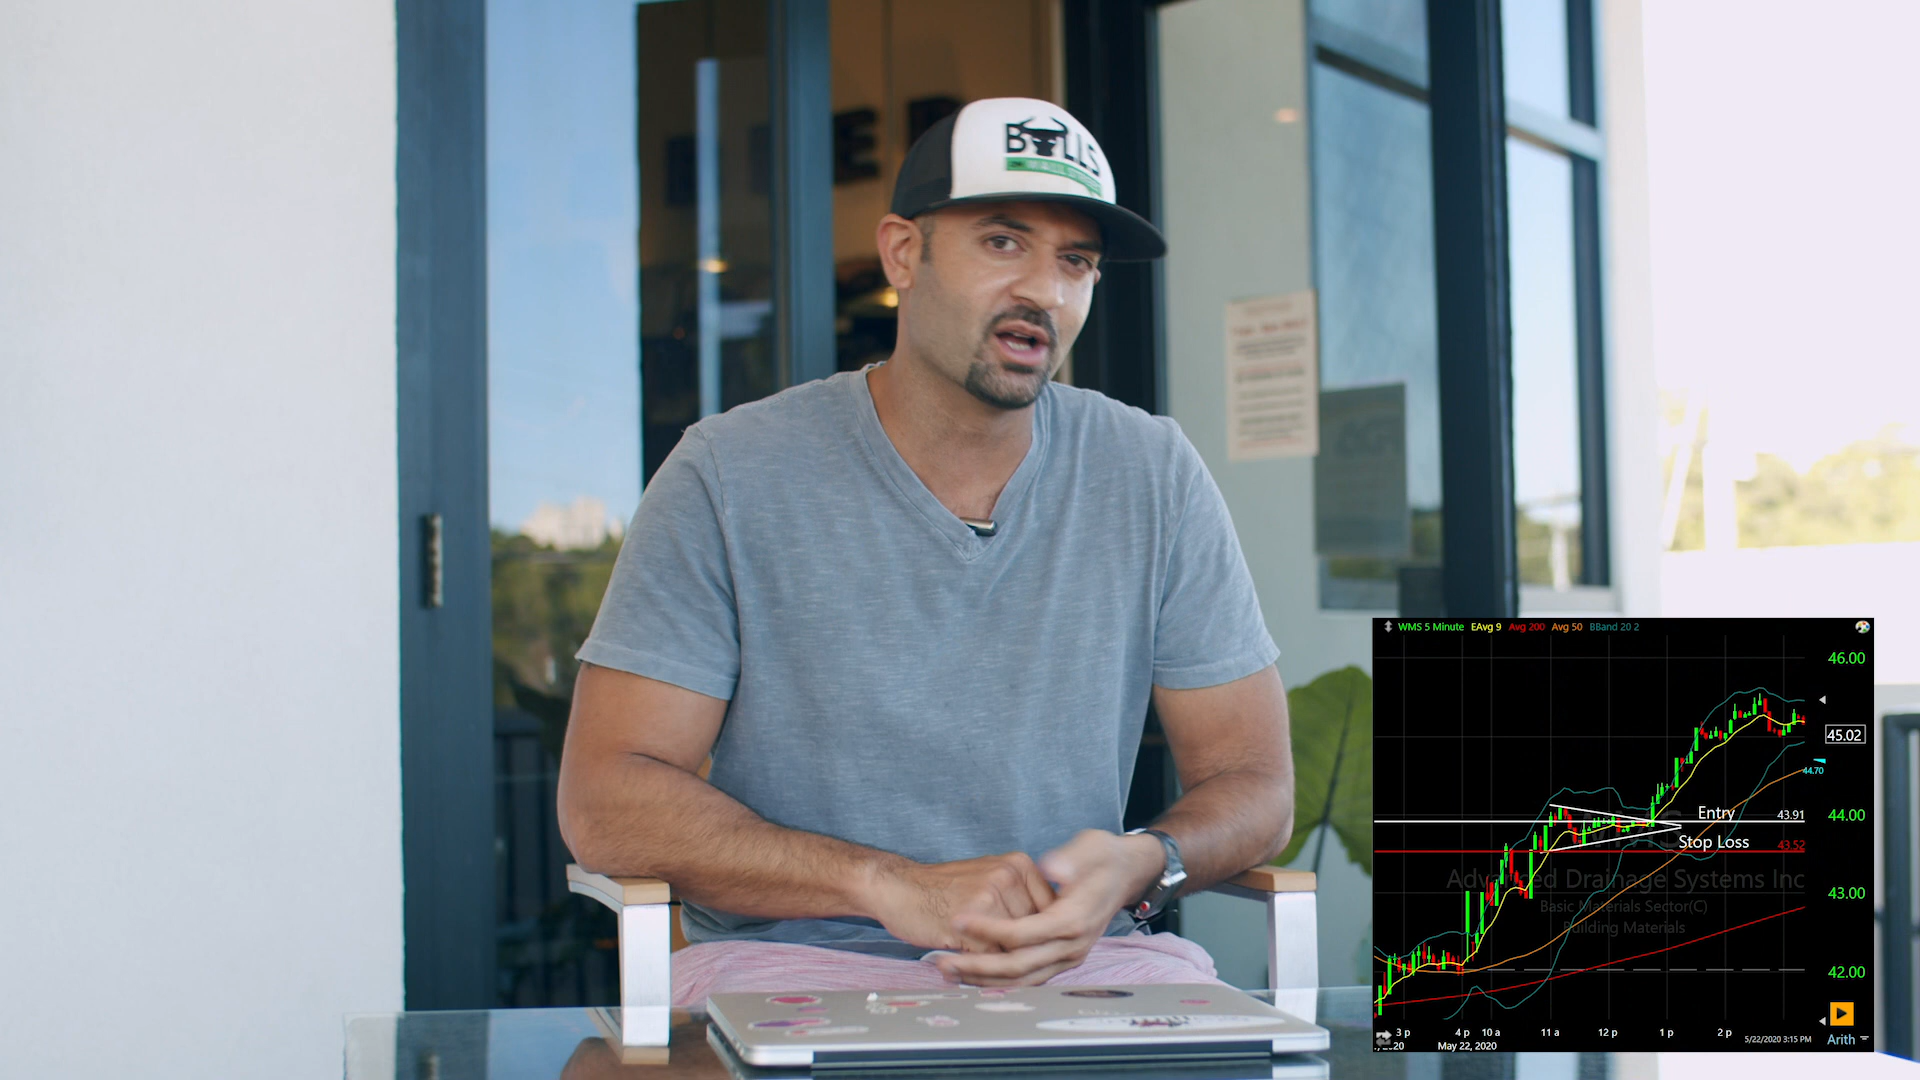 BULLS
WALL STREET
WMS 5 Minute EAvg 9 Avg 200 Avg 50 BBand 20 2
46.00
45.02
44.70
Entry 43.91 44.00
Stop Loss 43.52
Advanced Drainage Systems Inc
43.00
Basic Materials Sector(C)
Building Materials
42.00
3 p 4 p 10 a 11 a 12 p 1 p 2 p
May 22, 2020 5/22/2020 3:15 PM Arith